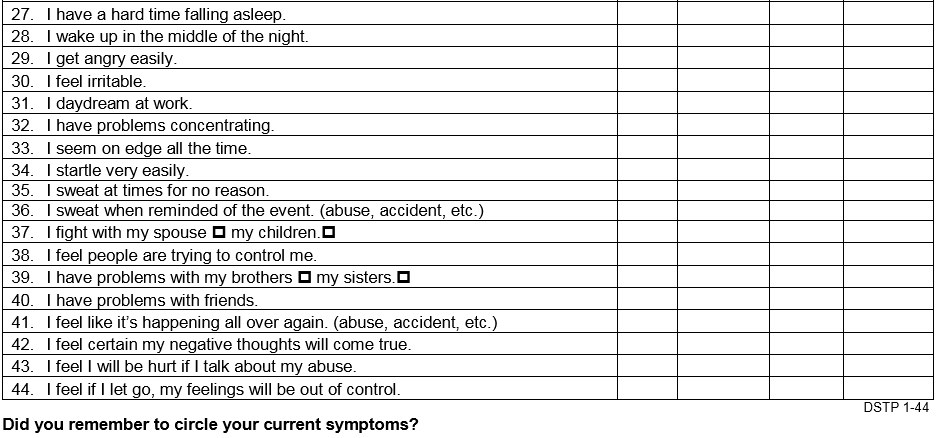 27. I have a hard time falling asleep.
28. I wake up in the middle of the night.
29. I get angry easily.
30. I feel irritable.
31. I daydream at work.
32. I have problems concentrating.
33. I seem on edge all the time.
34. I startle very easily.
35. I sweat at times for no reason.
36. I sweat when reminded of the event. (abuse, accident, etc.)
37. I fight with my spouse □ my children.□
38. I feel people are trying to control me.
39. I have problems with my brothers □ my sisters.□
40. I have problems with friends.
41. I feel like it’s happening all over again. (abuse, accident, etc.)
42. I feel certain my negative thoughts will come true.
43. I feel I will be hurt if I talk about my abuse.
44. I feel if I let go, my feelings will be out of control.
DSTP 1-44
Did you remember to circle your current symptoms?